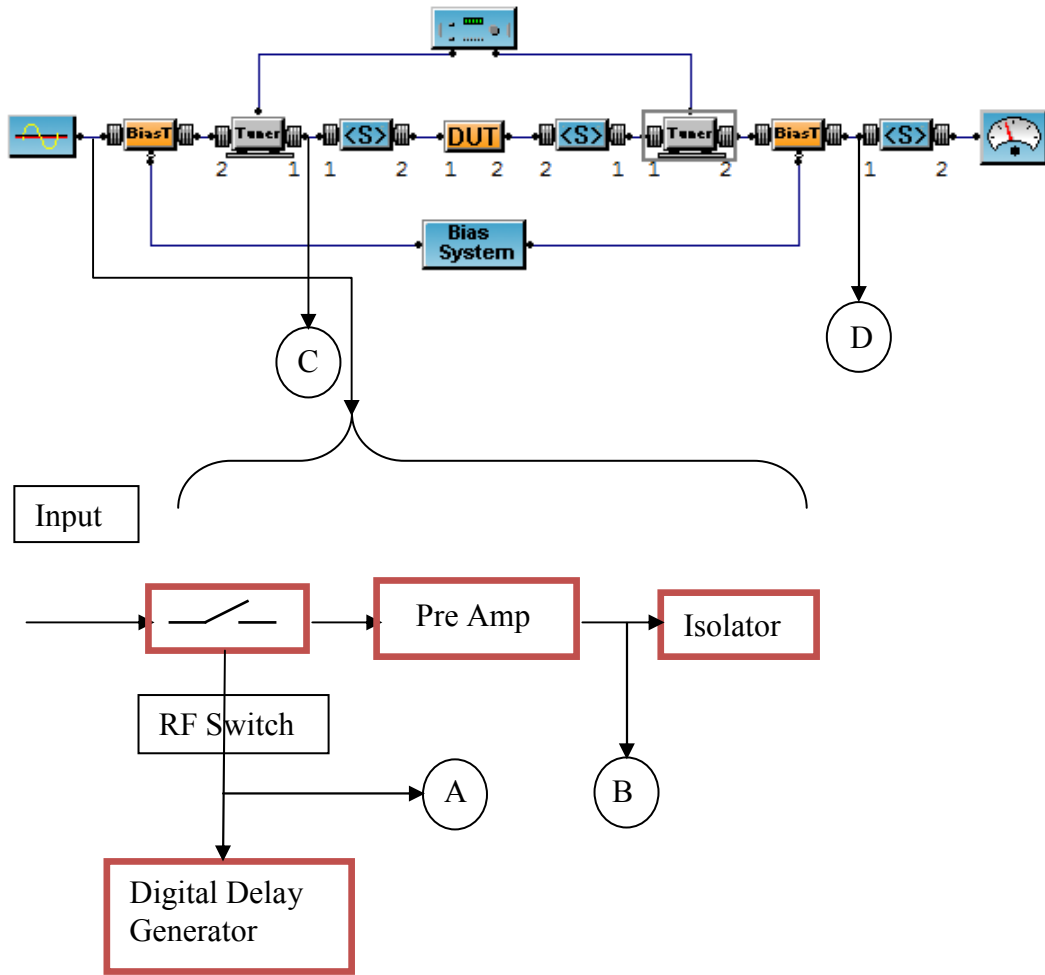 BiasT Tuner <S> DUT <S> Tuner BiasT <S>
2 1 1 2 1 2 2 1 1 2 1 2
Bias
System
C
D
Input
Pre Amp
Isolator
RF Switch
A
B
Digital Delay
Generator